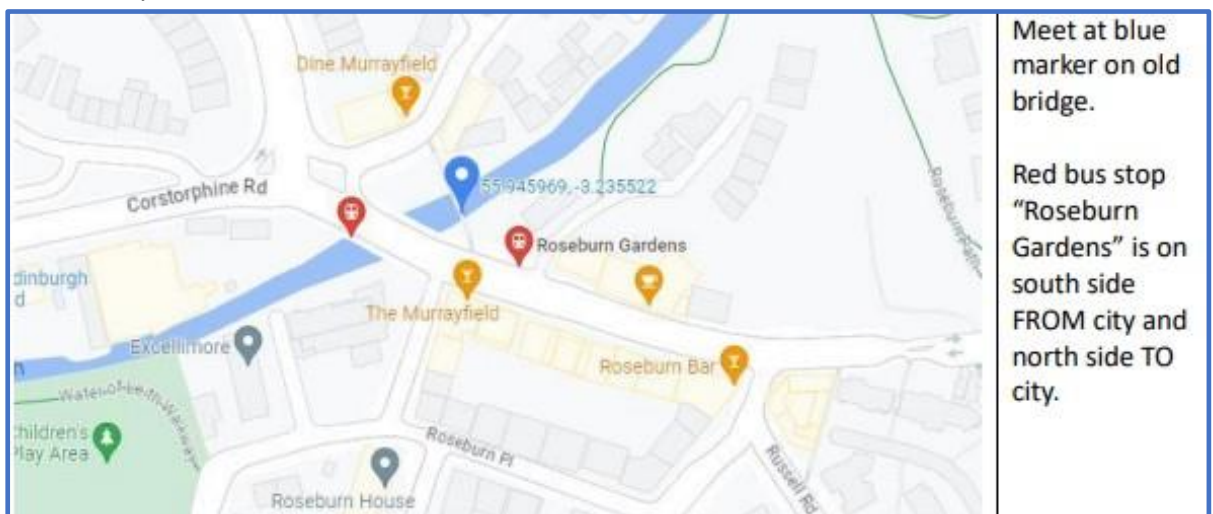 Dine Murrayfield
Corstorphine Rd
55.945969, -3.235522
Roseburn Gardens
Roseburn Path
dinburgh
d
The Murrayfield
Excellimore
Roseburn Bar
n
Water of Leith Walkway
Children's
Play Area
Roseburn Pl
Russell Rd
Roseburn House
Meet at blue
marker on old
bridge.
Red bus stop
“Roseburn
Gardens” is on
south side
FROM city and
north side TO
city.